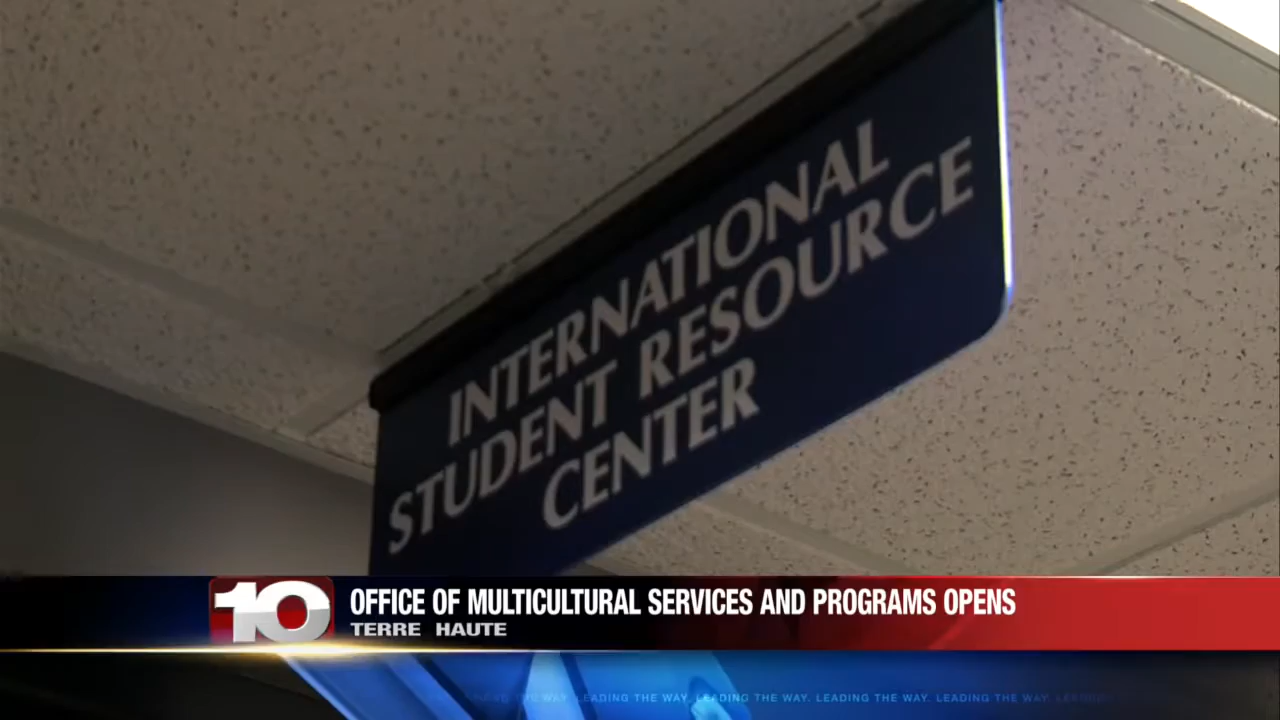 INTERNATIONAL
STUDENT RESOURCE
CENTER
10
OFFICE OF MULTICULTURAL SERVICES AND PROGRAMS OPENS
TERRE HAUTE
LEADING THE WAY. LEADING THE WAY. LEADING THE WAY. LEADING THE WAY.